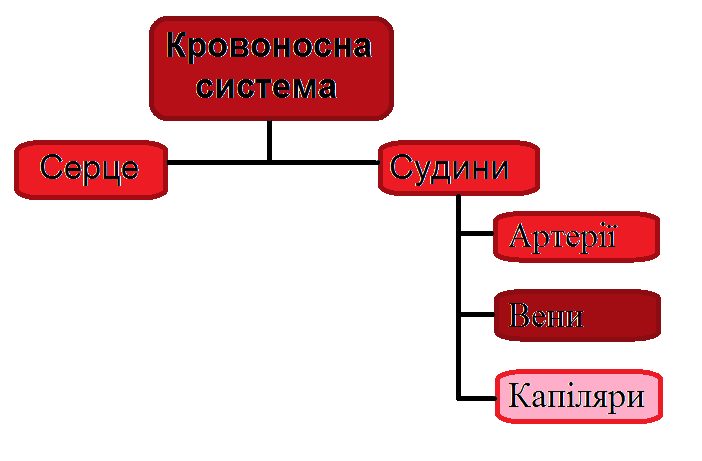 Кровоносна
система
Серце
Судини
Артерії
Вени
Капіляри